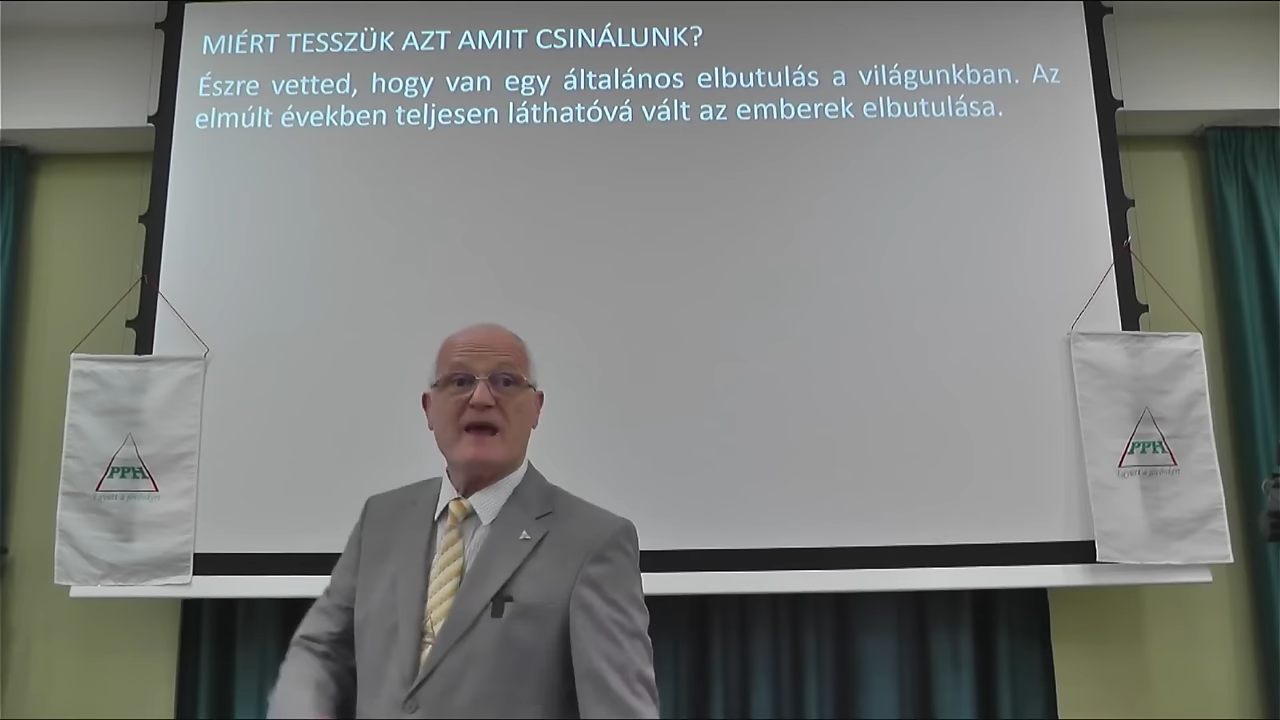 MIÉRT TESSZÜK AZT AMIT CSINÁLUNK?
Észre vetted, hogy van egy általános elbutulás a világunkban. Az
elmúlt években teljesen láthatóvá vált az emberek elbutulása.
PPH
PPH